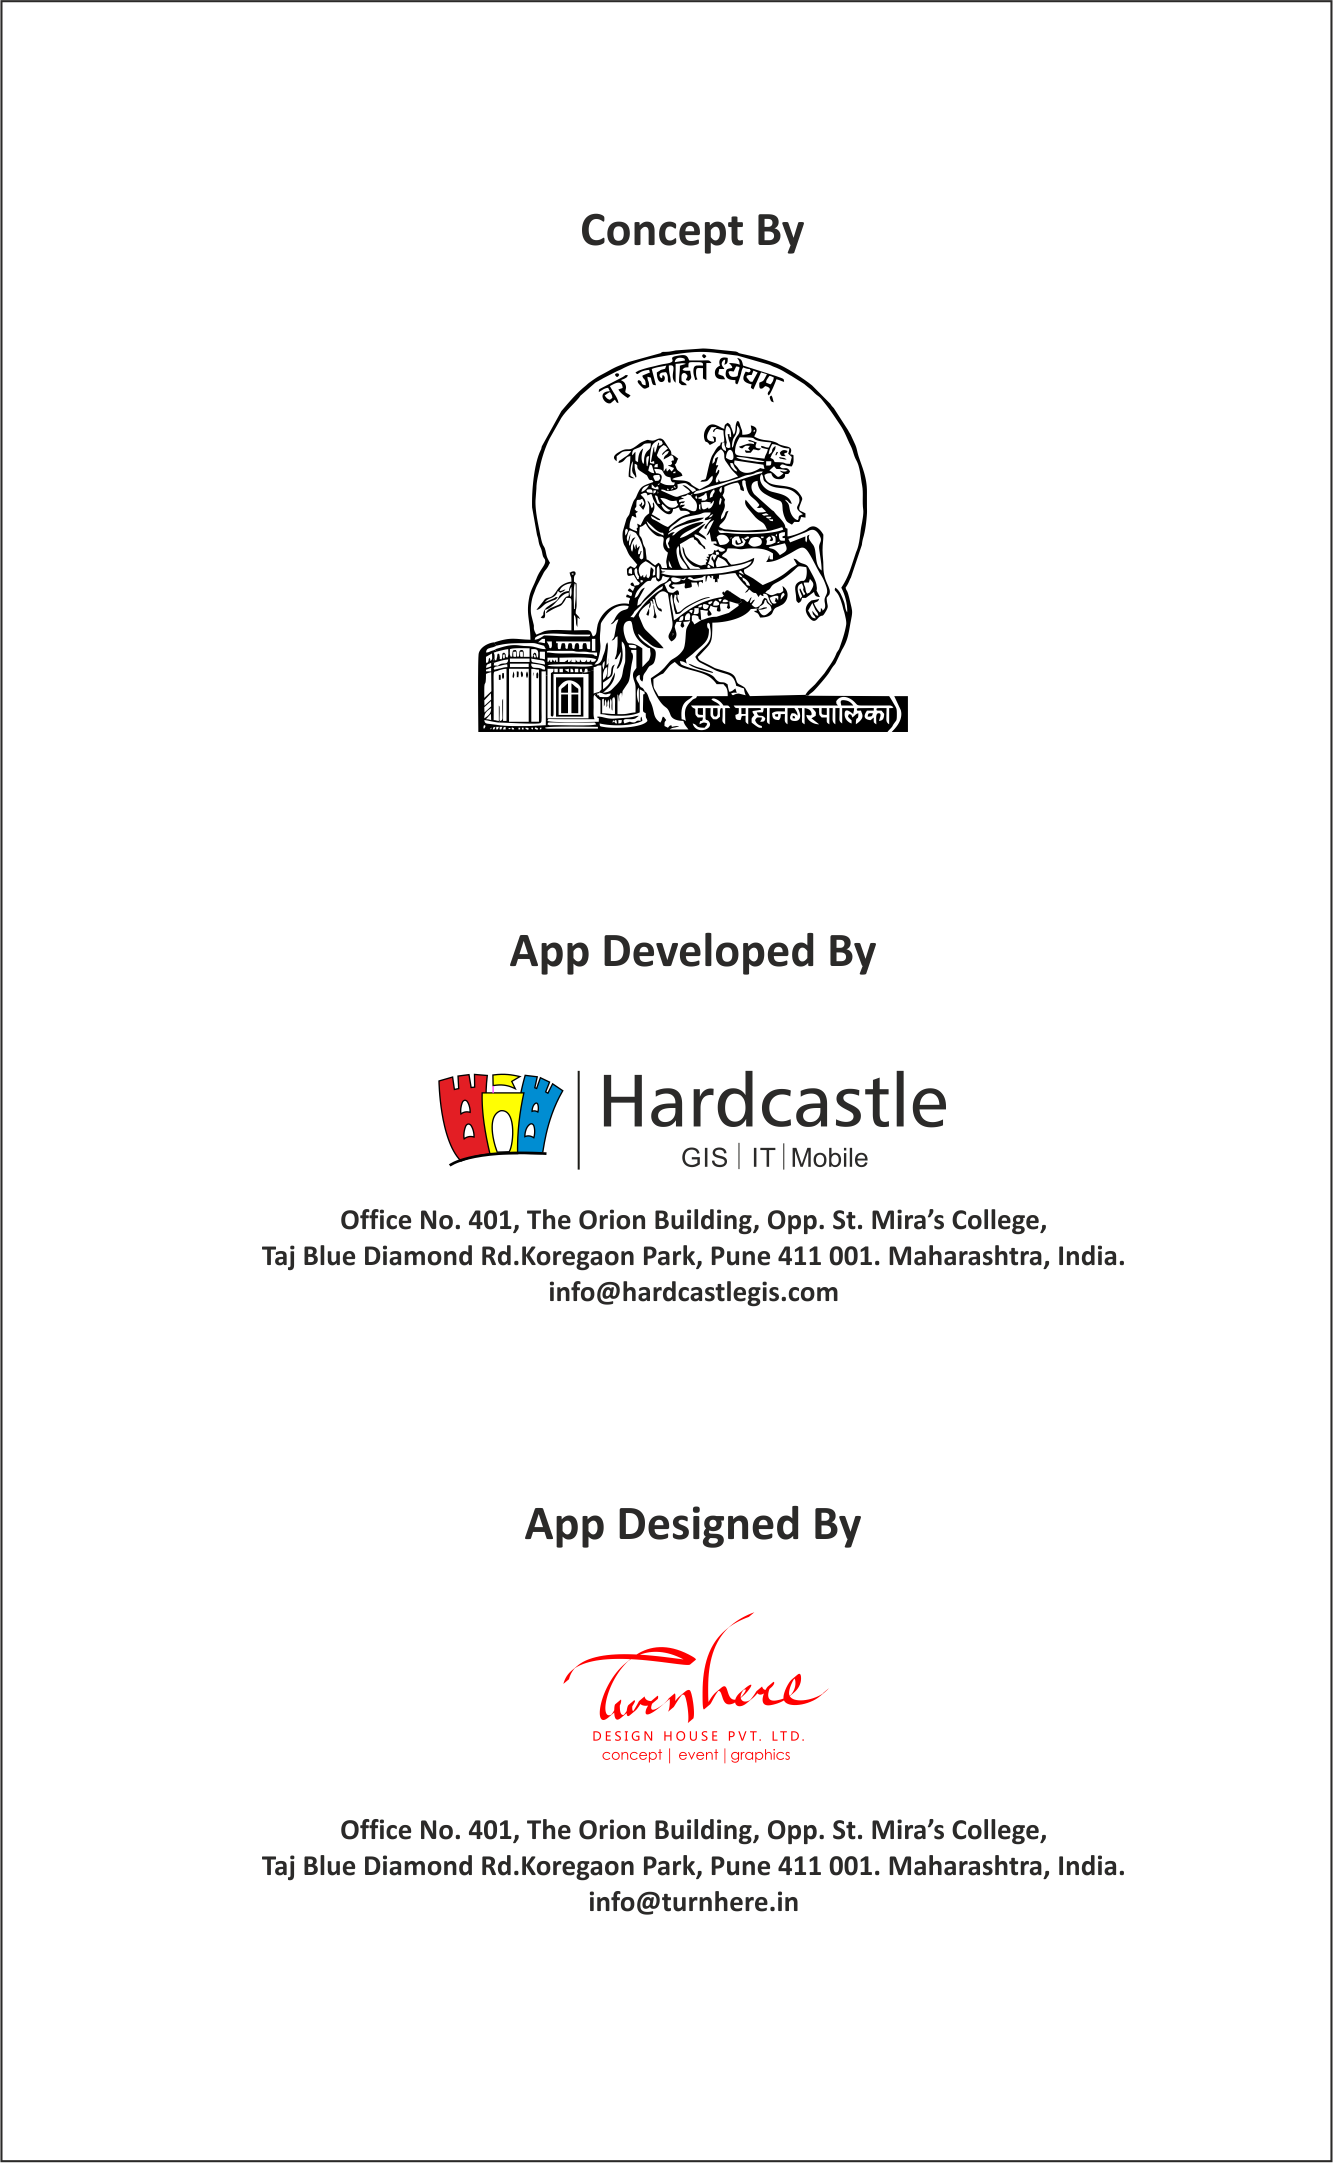 Concept By
वरं जनहितं ध्येयम्
(पुणे महानगरपालिका)
App Developed By
Hardcastle
GIS | IT | Mobile
Office No. 401, The Orion Building, Opp. St. Mira’s College,
Taj Blue Diamond Rd.Koregaon Park, Pune 411 001. Maharashtra, India.
info@hardcastlegis.com
App Designed By
Turnhere
DESIGN HOUSE PVT. LTD.
concept | event | graphics
Office No. 401, The Orion Building, Opp. St. Mira’s College,
Taj Blue Diamond Rd.Koregaon Park, Pune 411 001. Maharashtra, India.
info@turnhere.in